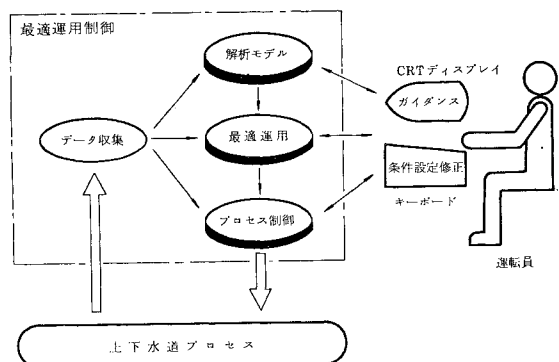 最適運用制御
解析モデル
CRTディスプレイ
ガイダンス
データ収集
最適運用
条件設定修正
キーボード
プロセス制御
運転員
上下水道プロセス